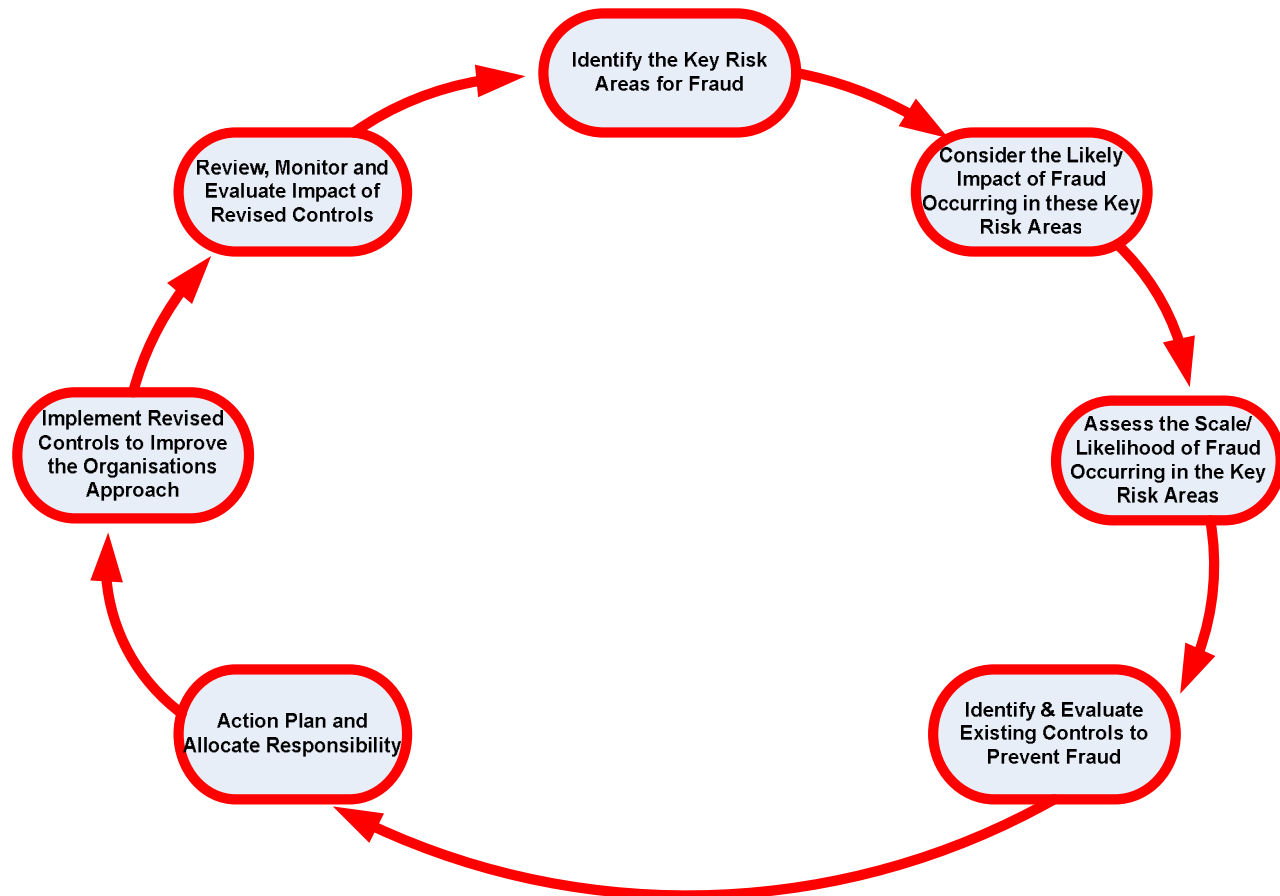 Identify the Key Risk
Areas for Fraud
Consider the Likely
Impact of Fraud
Occurring in these Key
Risk Areas
Assess the Scale/
Likelihood of Fraud
Occurring in the Key
Risk Areas
Identify & Evaluate
Existing Controls to
Prevent Fraud
Action Plan and
Allocate Responsibility
Implement Revised
Controls to Improve
the Organisations
Approach
Review, Monitor and
Evaluate Impact of
Revised Controls